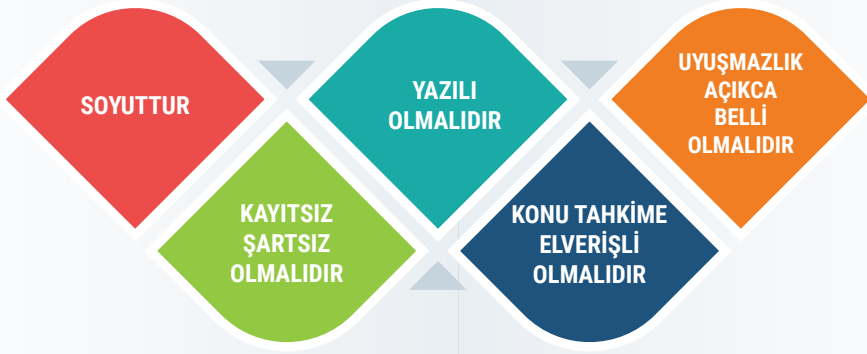 SOYUTTUR
KAYITSIZ
ŞARTSIZ
OLMALIDIR
YAZILI
OLMALIDIR
KONU TAHKİME
ELVERİŞLİ
OLMALIDIR
UYUŞMAZLIK
AÇIKCA
BELLİ
OLMALIDIR